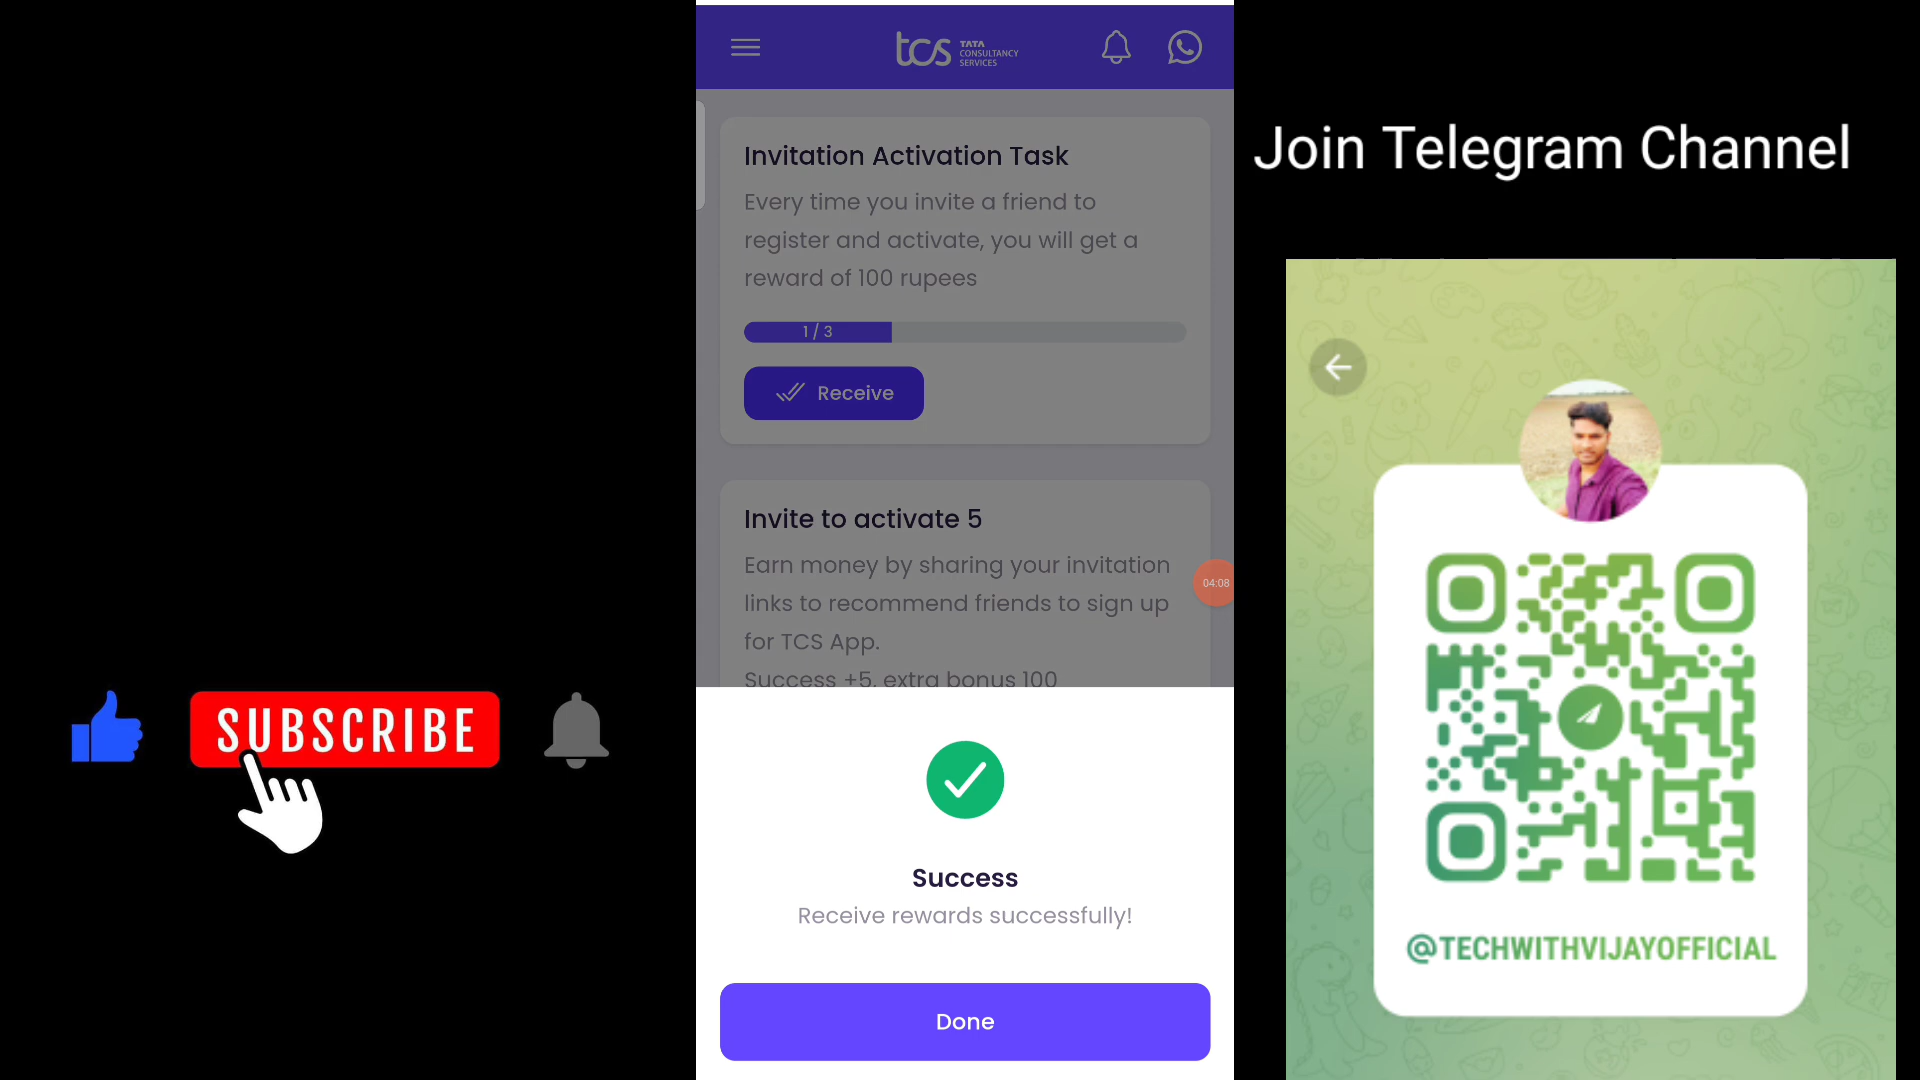 tcs TATA
CONSULTANCY
SERVICES
Invitation Activation Task
Every time you invite a friend to
register and activate, you will get a
reward of 100 rupees
1 / 3
Receive
Invite to activate 5
Earn money by sharing your invitation
links to recommend friends to sign up
for TCS App.
Success +5, extra bonus 100
04:08
Success
Receive rewards successfully!
Done
SUBSCRIBE
Join Telegram Channel
@TECHWITHVIJAYOFFICIAL